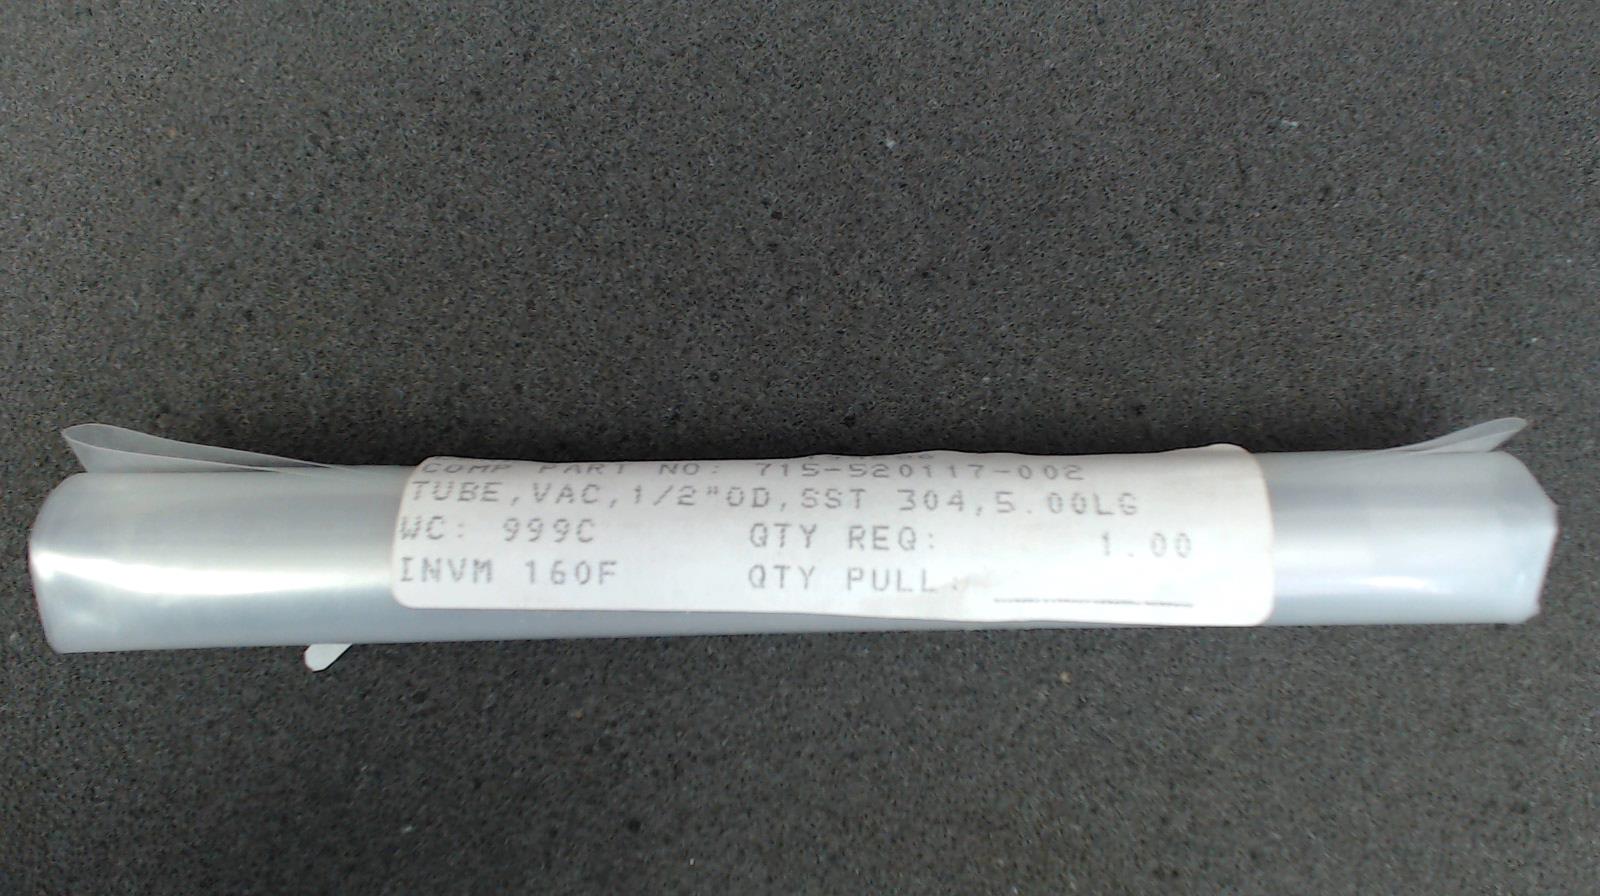 COMP PART NO: 715-520117-002
TUBE,VAC,1/2"OD,SST 304,5.00LG
WC: 999C QTY REQ: 1.00
INVM 160F QTY PULL: